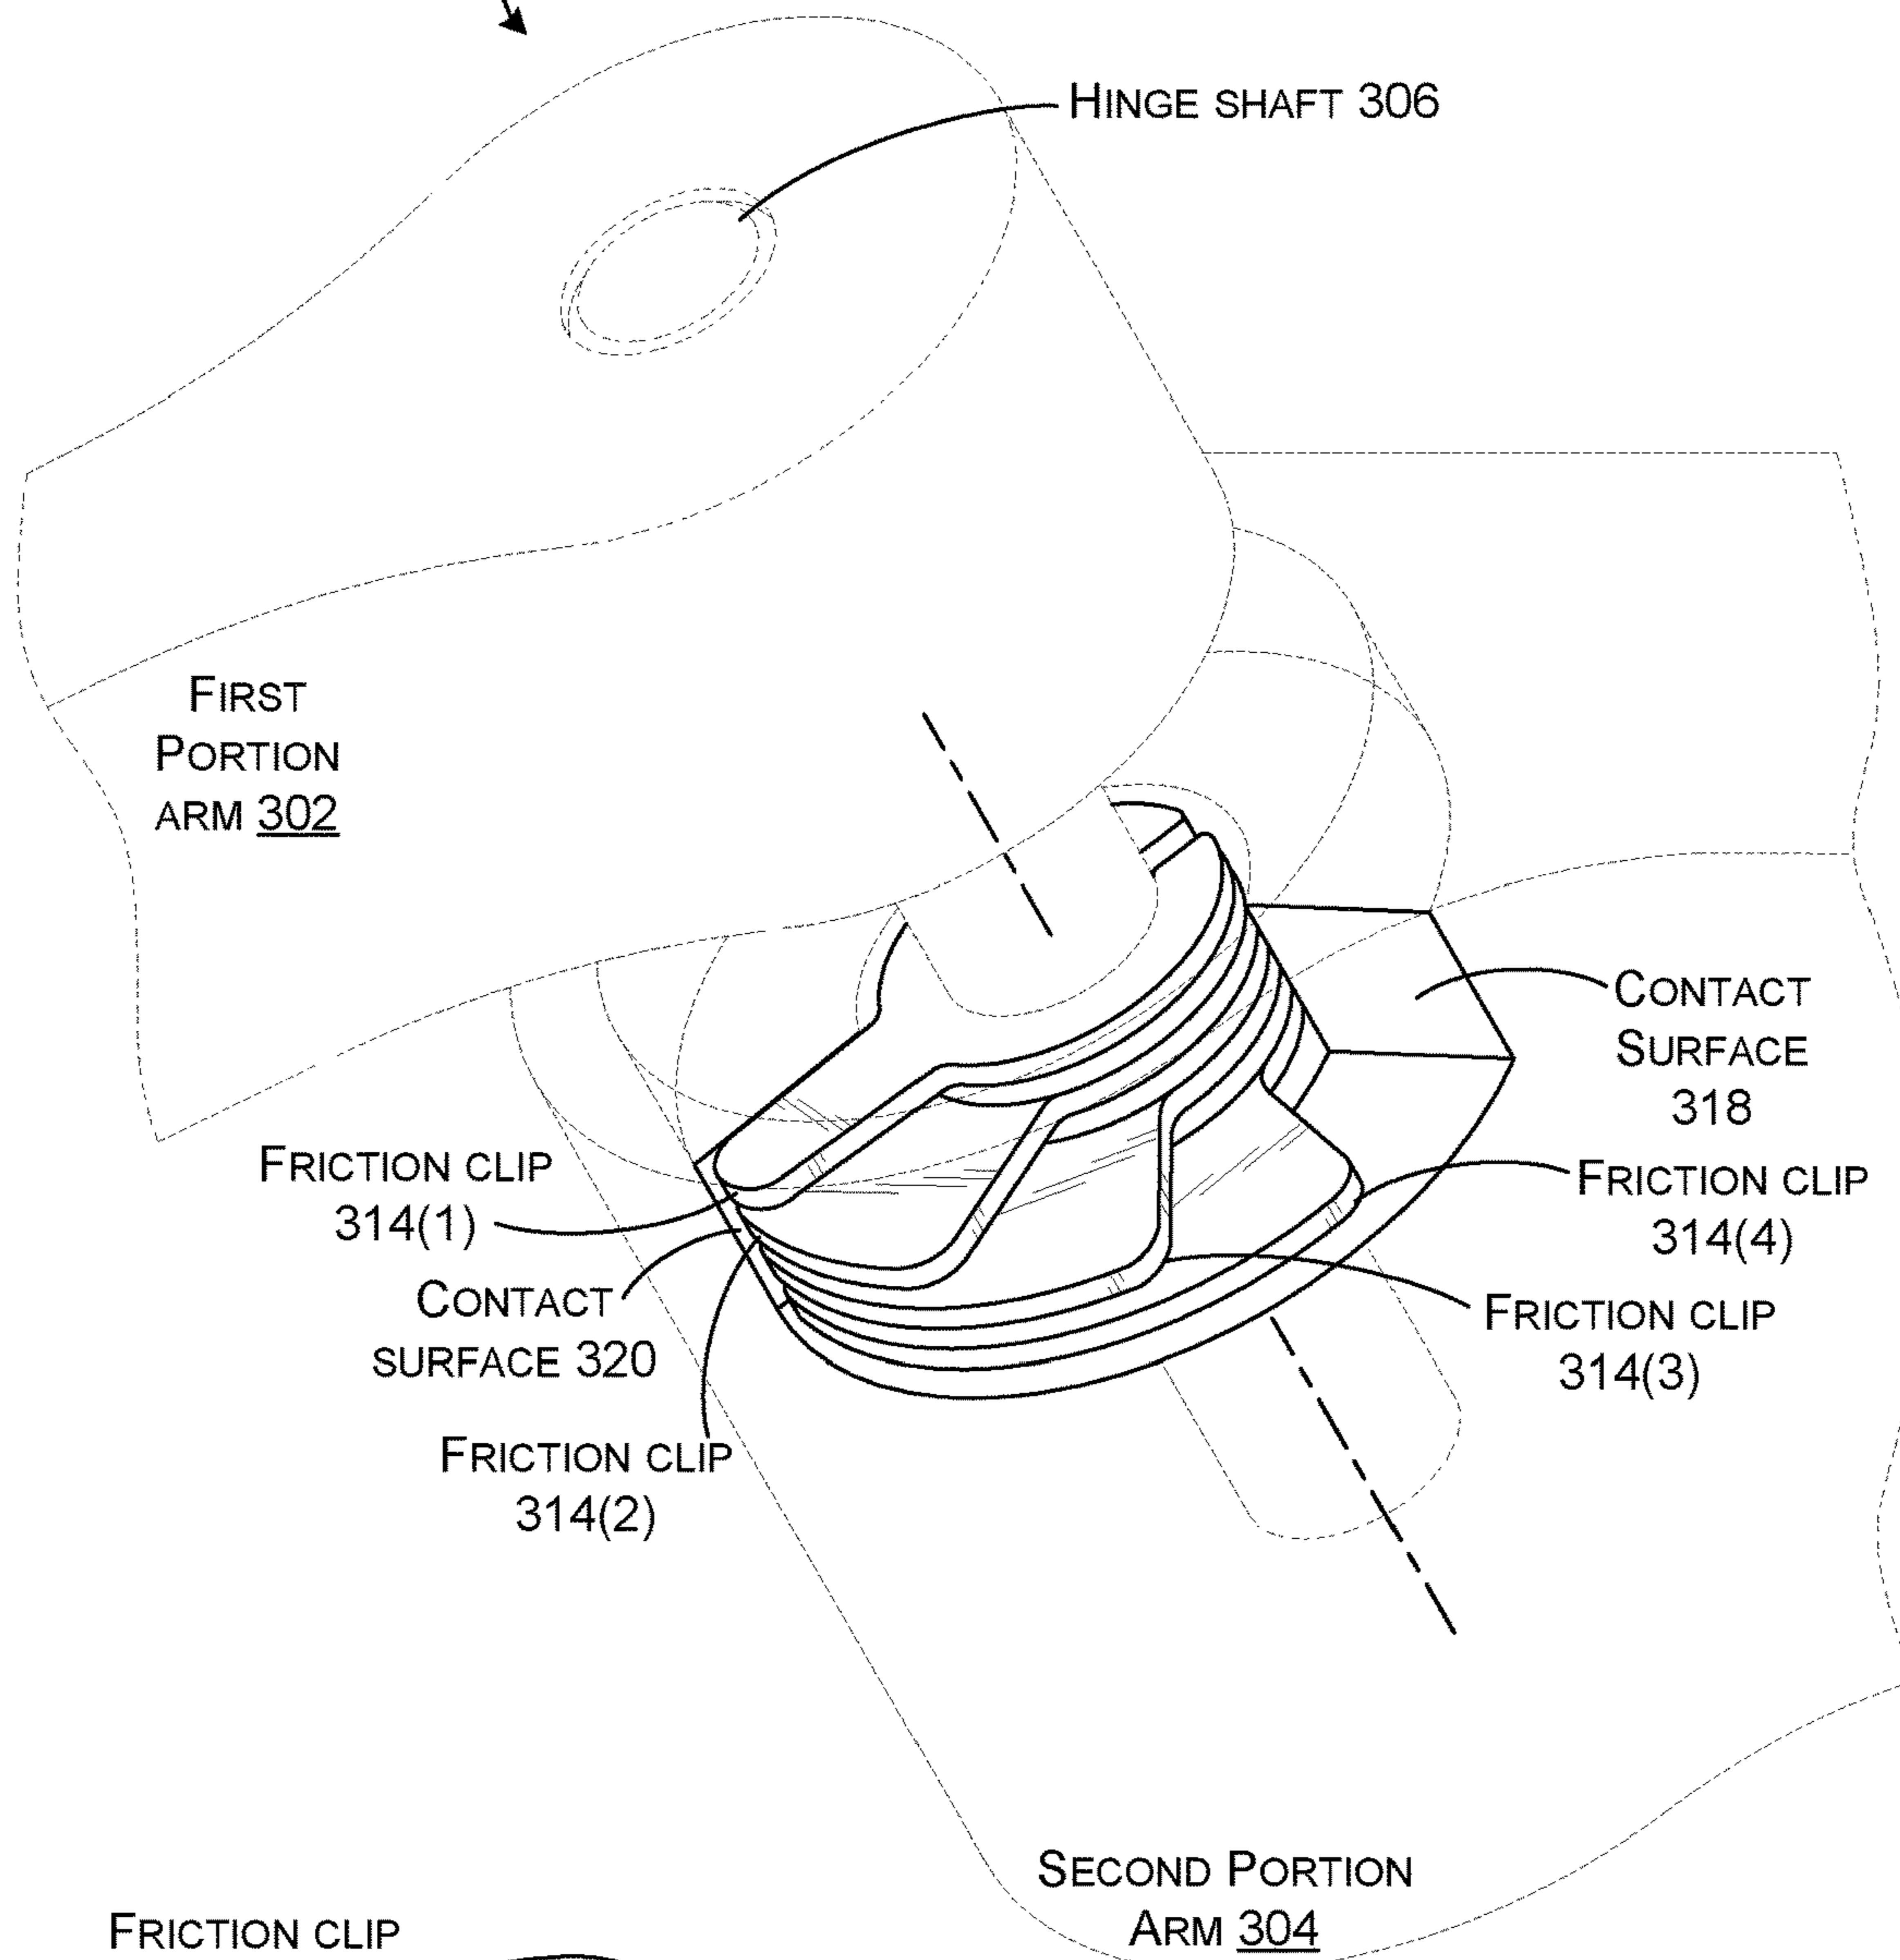 HINGE SHAFT 306
FIRST
PORTION
ARM 302
CONTACT
SURFACE
318
FRICTION CLIP
314(1)
FRICTION CLIP
314(4)
CONTACT
SURFACE 320
FRICTION CLIP
314(3)
FRICTION CLIP
314(2)
SECOND PORTION
ARM 304
FRICTION CLIP